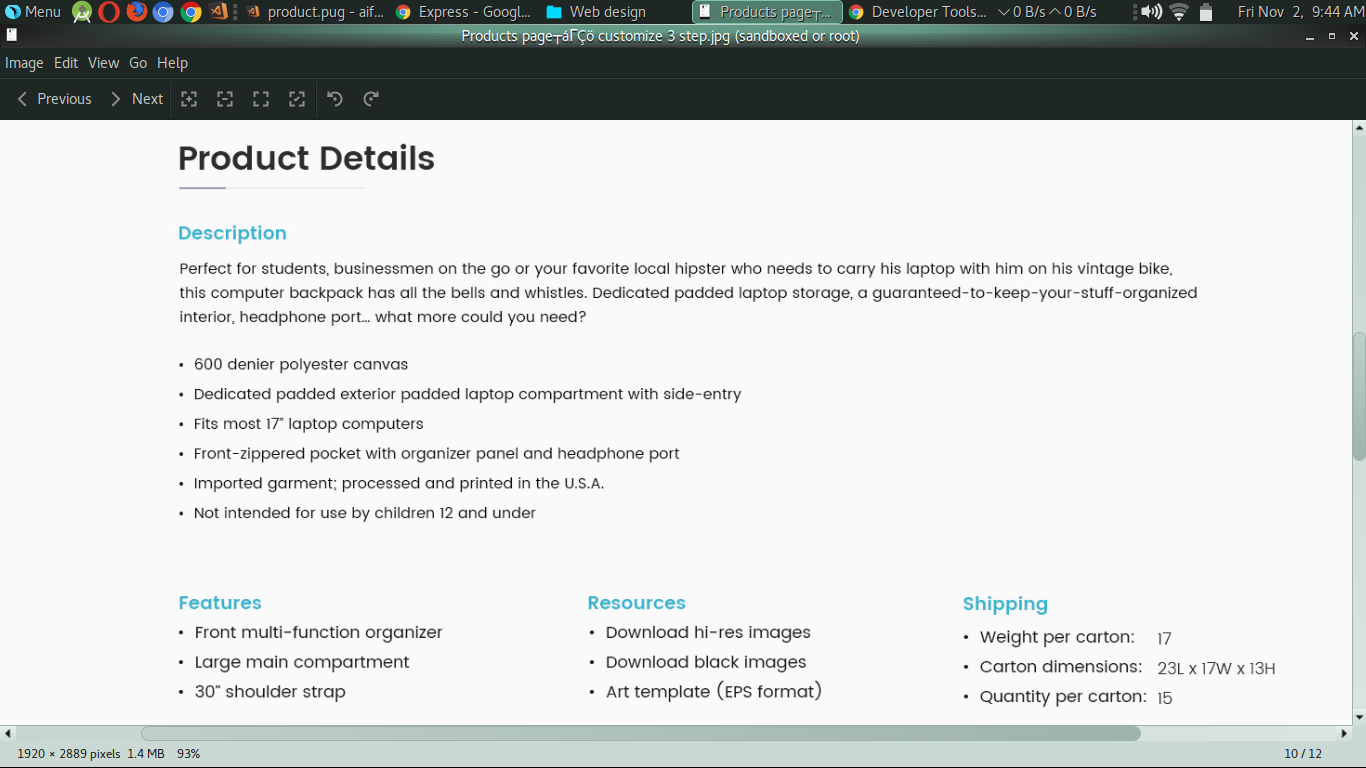 Menu product.pug - aif... Express - Googl... Web design Products page┬... Developer Tools... 0 B/s 0 B/s Fri Nov 2, 9:44 AM
Products page┬áΓÇö customize 3 step.jpg (sandboxed or root)
Image Edit View Go Help
Previous Next
Product Details
Description
Perfect for students, businessmen on the go or your favorite local hipster who needs to carry his laptop with him on his vintage bike,
this computer backpack has all the bells and whistles. Dedicated padded laptop storage, a guaranteed-to-keep-your-stuff-organized
interior, headphone port... what more could you need?
• 600 denier polyester canvas
• Dedicated padded exterior padded laptop compartment with side-entry
• Fits most 17" laptop computers
• Front-zippered pocket with organizer panel and headphone port
• Imported garment; processed and printed in the U.S.A.
• Not intended for use by children 12 and under
Features
• Front multi-function organizer
• Large main compartment
• 30" shoulder strap
Resources
• Download hi-res images
• Download black images
• Art template (EPS format)
Shipping
• Weight per carton: 17
• Carton dimensions: 23L x 17W x 13H
• Quantity per carton: 15
1920 × 2889 pixels 1.4 MB 93% 10 / 12